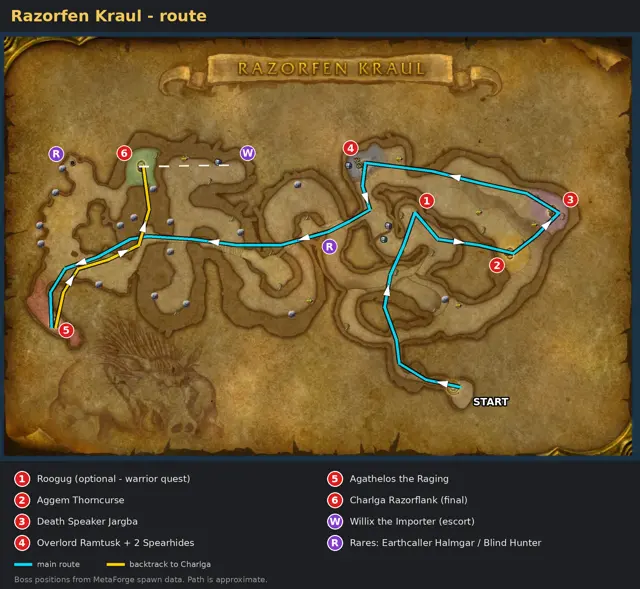 Razorfen Kraul - route
RAZORFEN KRAUL
R
6
W
4
1
3
R
2
5
START
1 Roogug (optional - warrior quest)
2 Aggem Thorncurse
3 Death Speaker Jargba
4 Overlord Ramtusk + 2 Spearhides
5 Agathelos the Raging
6 Charlga Razorflank (final)
W Willix the Importer (escort)
R Rares: Earthcaller Halmgar / Blind Hunter
main route
backtrack to Charlga
Boss positions from MetaForge spawn data. Path is approximate.